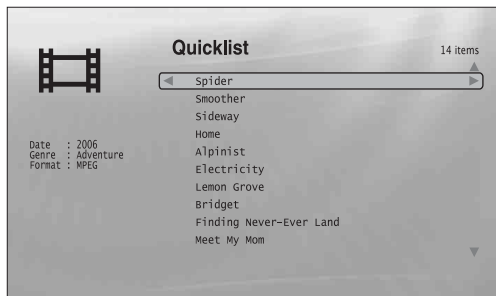 Quicklist
14 items
Spider
Smoother
Sideway
Home
Alpinist
Electricity
Lemon Grove
Bridget
Finding Never-Ever Land
Meet My Mom
Date : 2006
Genre : Adventure
Format : MPEG